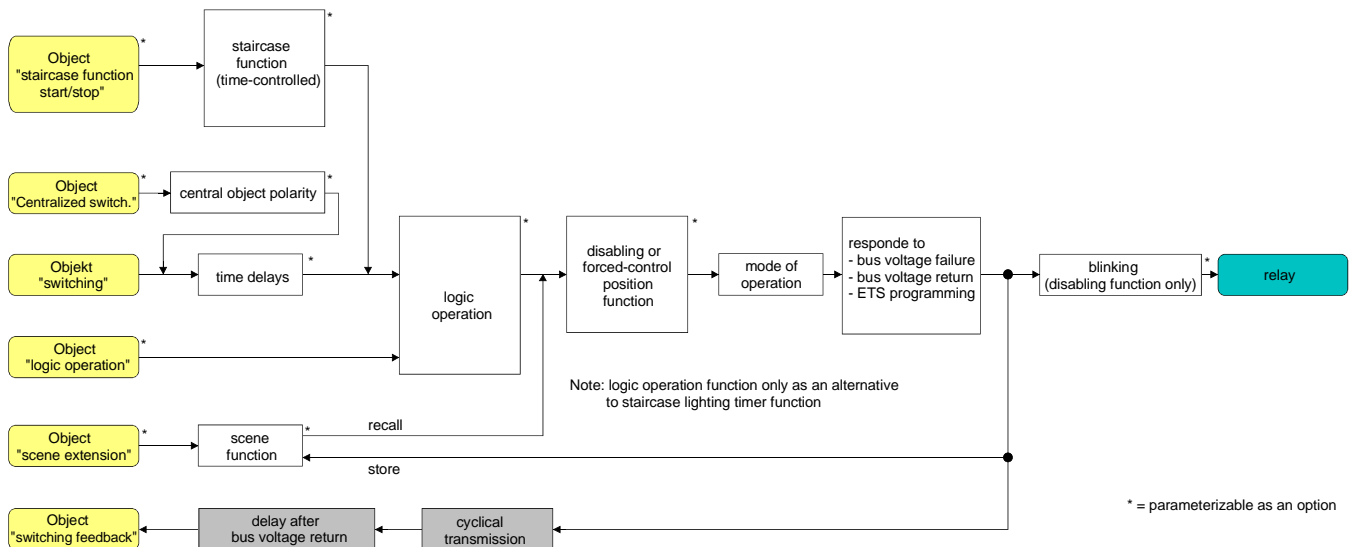 *
Object
"staircase function
start/stop"
*
staircase
function
(time-controlled)
*
Object
"Centralized switch."
*
central object polarity
Objekt
"switching"
*
time delays
*
Object
"logic operation"
*
logic
operation
*
disabling or
forced-control
position
function
mode of
operation
responde to
- bus voltage failure
- bus voltage return
- ETS programming
*
blinking
(disabling function only)
relay
Note: logic operation function only as an alternative
to staircase lighting timer function
*
Object
"scene extension"
*
scene
function
recall
store
Object
"switching feedback"
delay after
bus voltage return
cyclical
transmission
* = parameterizable as an option